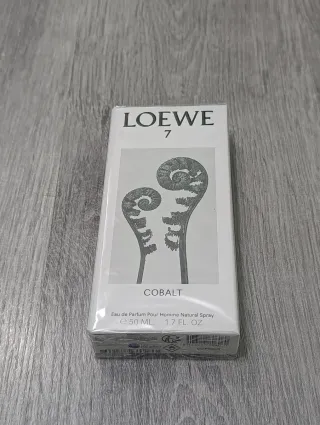 LOEWE
7
COBALT
Eau de Parfum Pour Homme Natural Spray
50 ML 1.7 FL. OZ